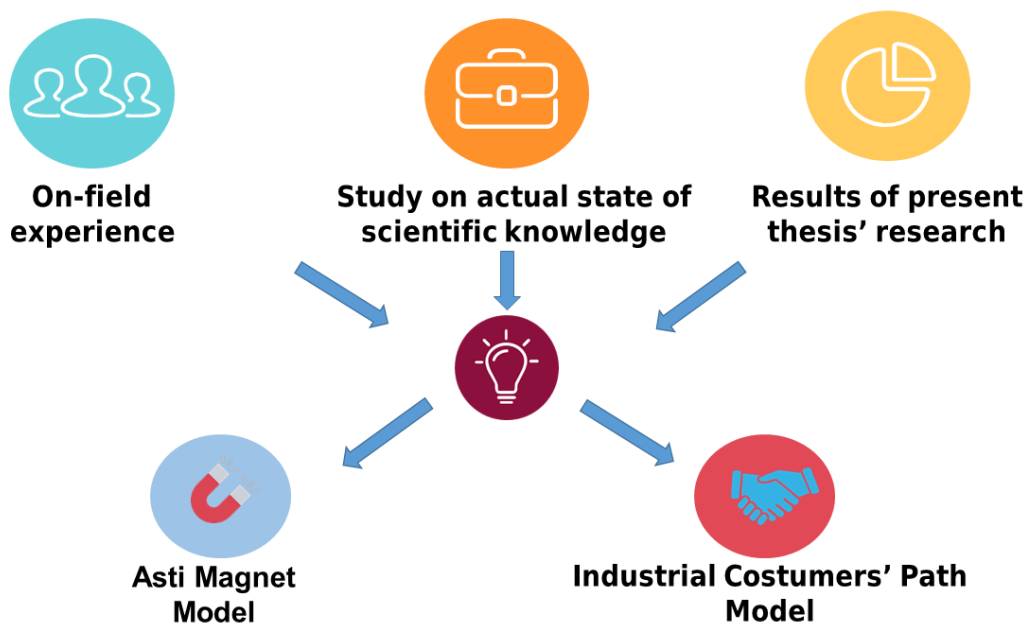 On-field
experience
Study on actual state of
scientific knowledge
Results of present
thesis’ research
Asti Magnet
Model
Industrial Costumers’ Path
Model